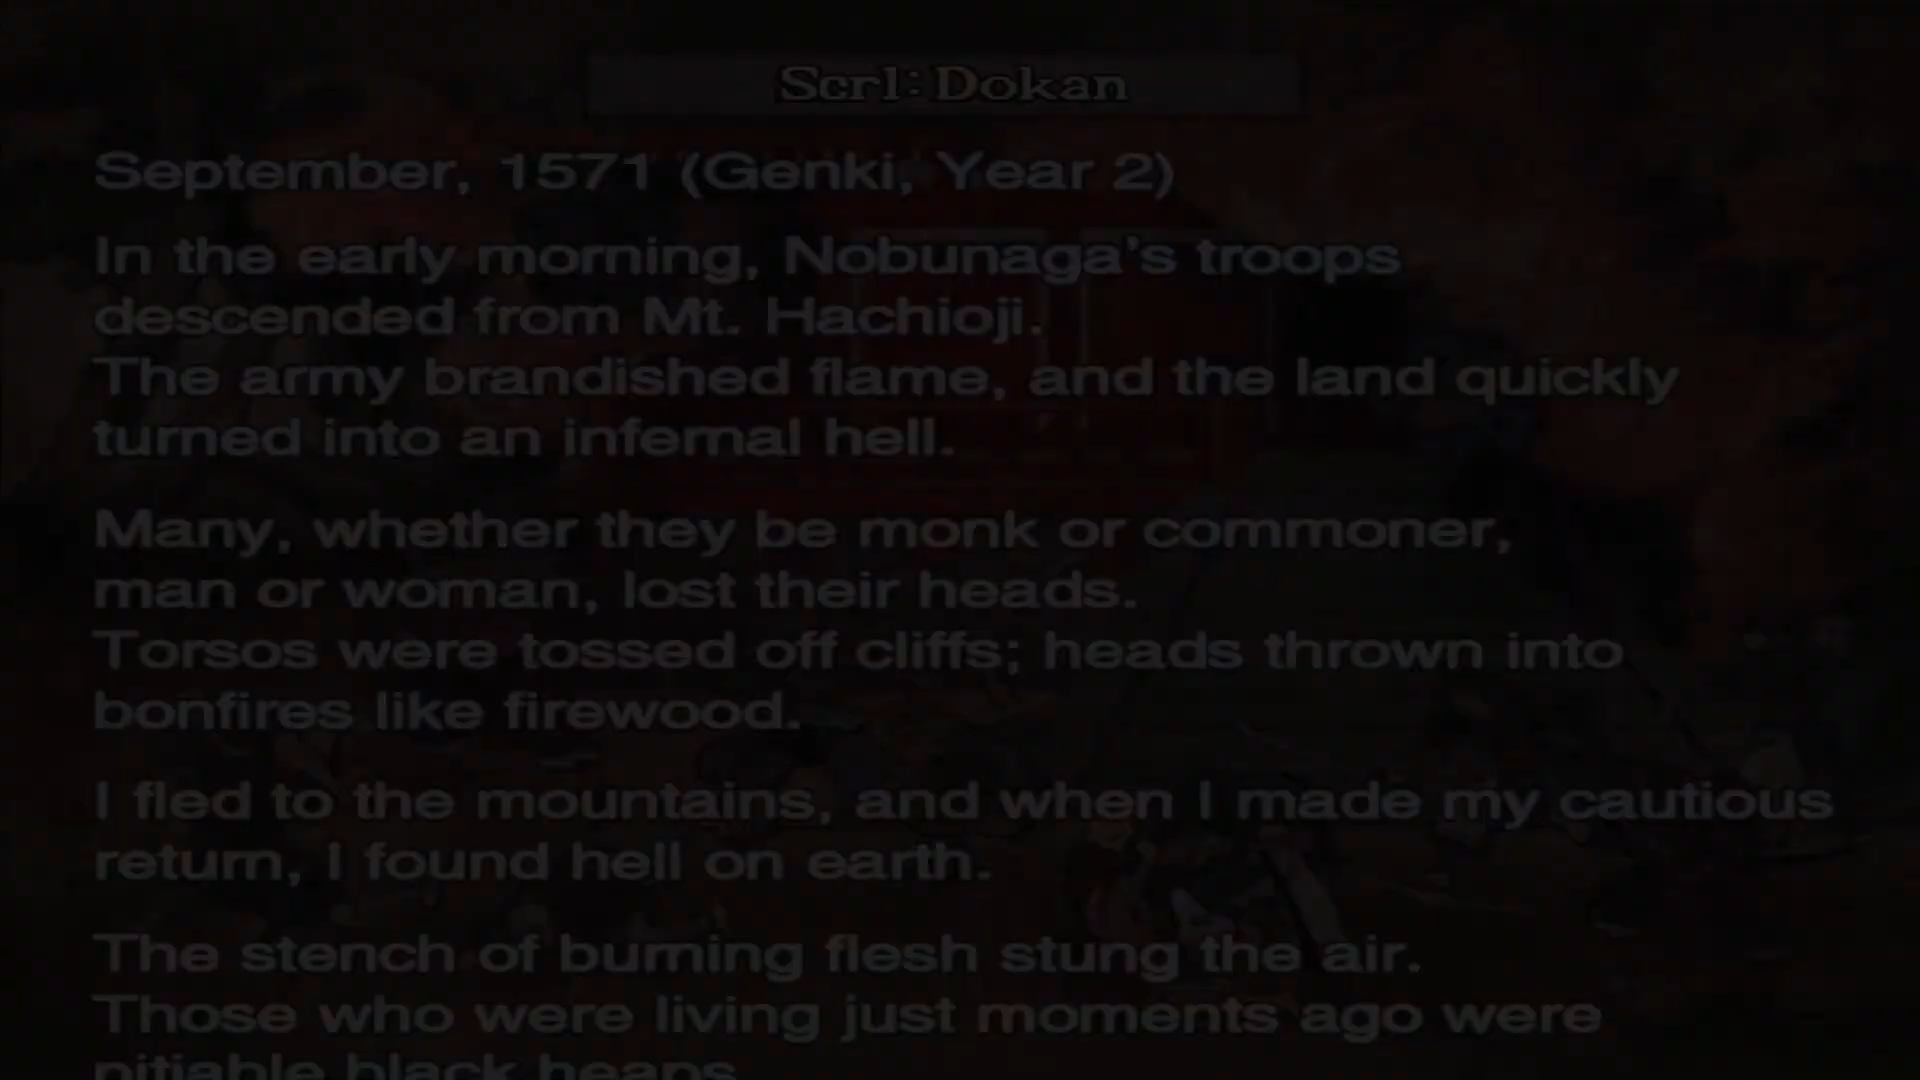 Scrl: Dokan
September, 1571 (Genki, Year 2)
In the early morning, Nobunaga's troops
descended from Mt. Hachioji.
The army brandished flame, and the land quickly
turned into an infernal hell.
Many, whether they be monk or commoner,
man or woman, lost their heads.
Torsos were tossed off cliffs; heads thrown into
bonfires like firewood.
I fled to the mountains, and when I made my cautious
return, I found hell on earth.
The stench of burning flesh stung the air.
Those who were living just moments ago were
pitiable black heaps